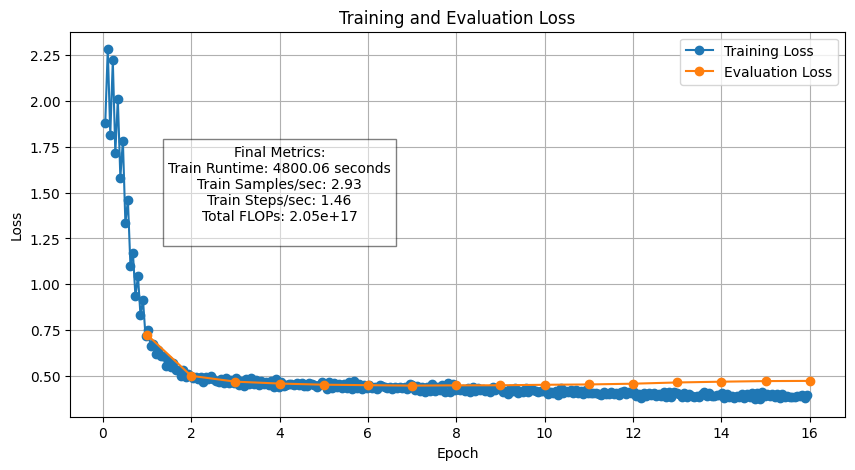 Training and Evaluation Loss
Training Loss
Evaluation Loss
Final Metrics:
Train Runtime: 4800.06 seconds
Train Samples/sec: 2.93
Train Steps/sec: 1.46
Total FLOPs: 2.05e+17
Loss
2.25
2.00
1.75
1.50
1.25
1.00
0.75
0.50
0 2 4 6 8 10 12 14 16
Epoch